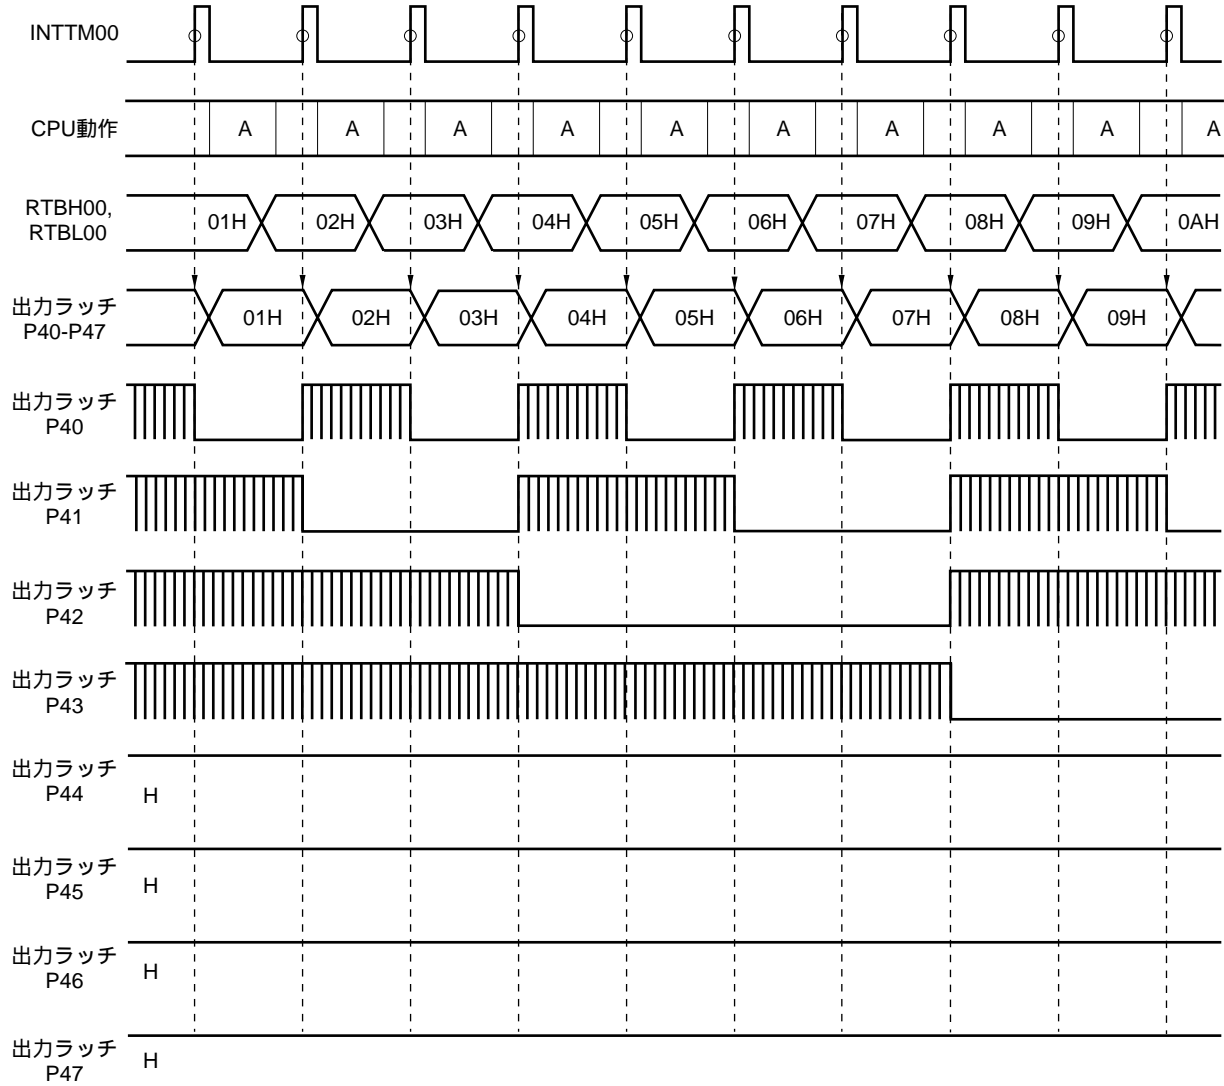 INTTM00
CPU動作
A A A A A A A A A A
RTBH00,
RTBL00
01H 02H 03H 04H 05H 06H 07H 08H 09H 0AH
出力ラッチ
P40-P47
01H 02H 03H 04H 05H 06H 07H 08H 09H
出力ラッチ
P40
出力ラッチ
P41
出力ラッチ
P42
出力ラッチ
P43
出力ラッチ
P44
H
出力ラッチ
P45
H
出力ラッチ
P46
H
出力ラッチ
P47
H